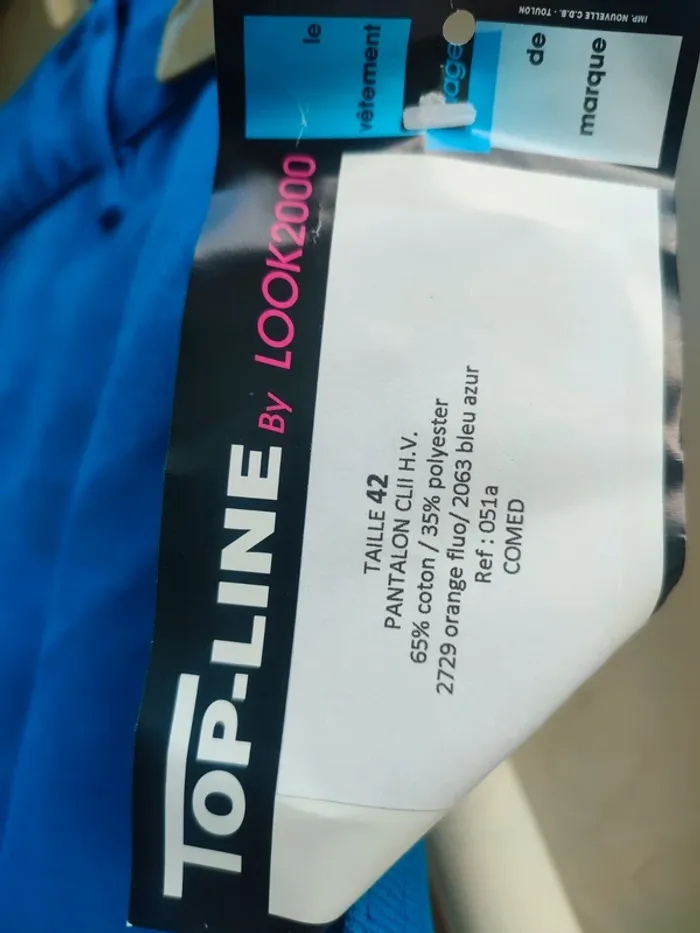 TOP-LINE By LOOK2000
TAILLE 42
PANTALON CLII H.V.
65% coton / 35% polyester
2729 orange fluo/ 2063 bleu azur
Ref : 051a
COMED
le
vêtement
de
marque
IMP. NOUVELLE C.D.B. - TOULON